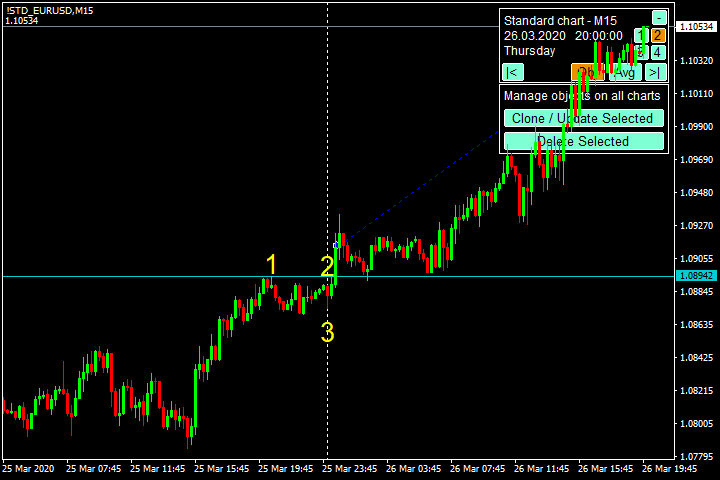 !STD_EURUSD,M15
1.10534
Standard chart - M15
-
26.03.2020 20:00:00
1
2
Thursday
4
|<
Avg
>|
Manage objects on all charts
Clone / Update Selected
Delete Selected
1
2
3
1.10534
1.10320
1.10110
1.09900
1.09690
1.09480
1.09270
1.09055
1.08942
1.08845
1.08635
1.08425
1.08215
1.08005
1.07795
25 Mar 2020
25 Mar 07:45
25 Mar 11:45
25 Mar 15:45
25 Mar 19:45
25 Mar 23:45
26 Mar 03:45
26 Mar 07:45
26 Mar 11:45
26 Mar 15:45
26 Mar 19:45